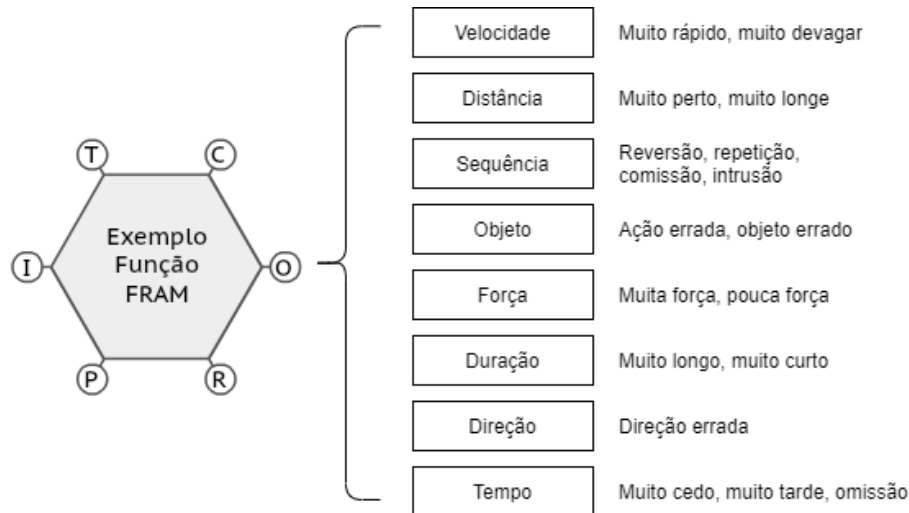 T
C
I
Exemplo
Função
FRAM
O
P
R
Velocidade
Muito rápido, muito devagar
Distância
Muito perto, muito longe
Sequência
Reversão, repetição,
comissão, intrusão
Objeto
Ação errada, objeto errado
Força
Muita força, pouca força
Duração
Muito longo, muito curto
Direção
Direção errada
Tempo
Muito cedo, muito tarde, omissão